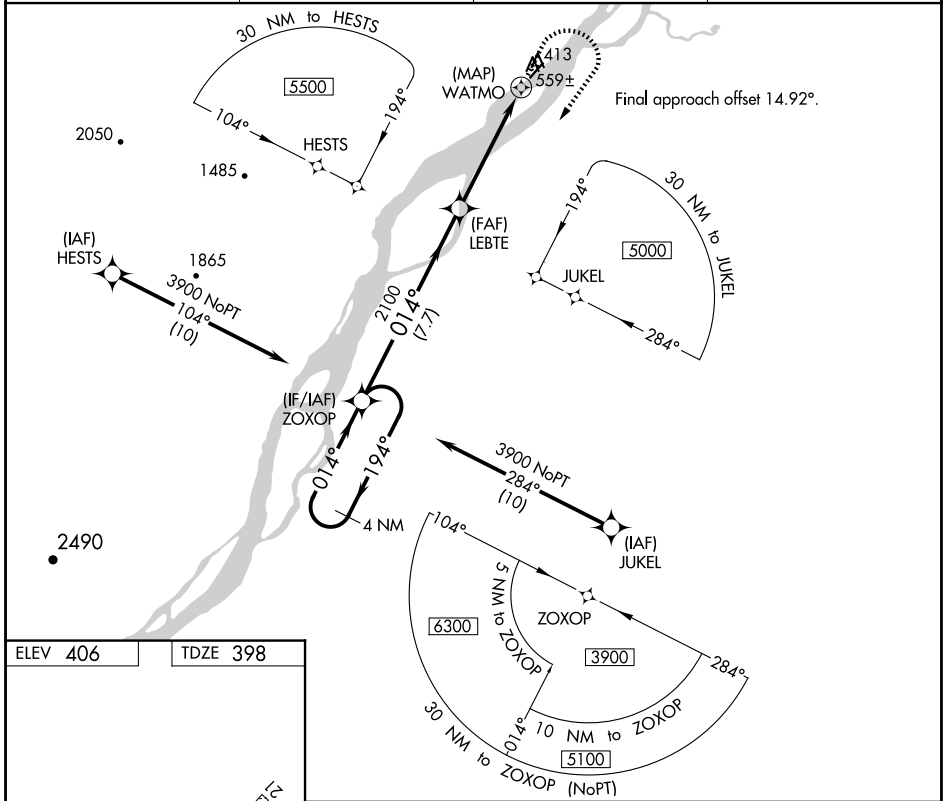 30 NM to HESTS
5500
104°
194°
HESTS
(MAP)
WATMO
413
559±
Final approach offset 14.92°.
2050
1485
(IAF)
HESTS
1865
3900 NoPT
104°
(10)
(FAF)
LEBTE
2100
014°
(7.7)
30 NM to JUKEL
194°
5000
JUKEL
284°
(IF/IAF)
ZOXOP
014°
194°
4 NM
3900 NoPT
284°
(10)
(IAF)
JUKEL
2490
104°
5 NM to ZOXOP
ZOXOP
6300
3900
284°
014°
10 NM to ZOXOP
5100
30 NM to ZOXOP (NoPT)
ELEV 406
TDZE 398
21